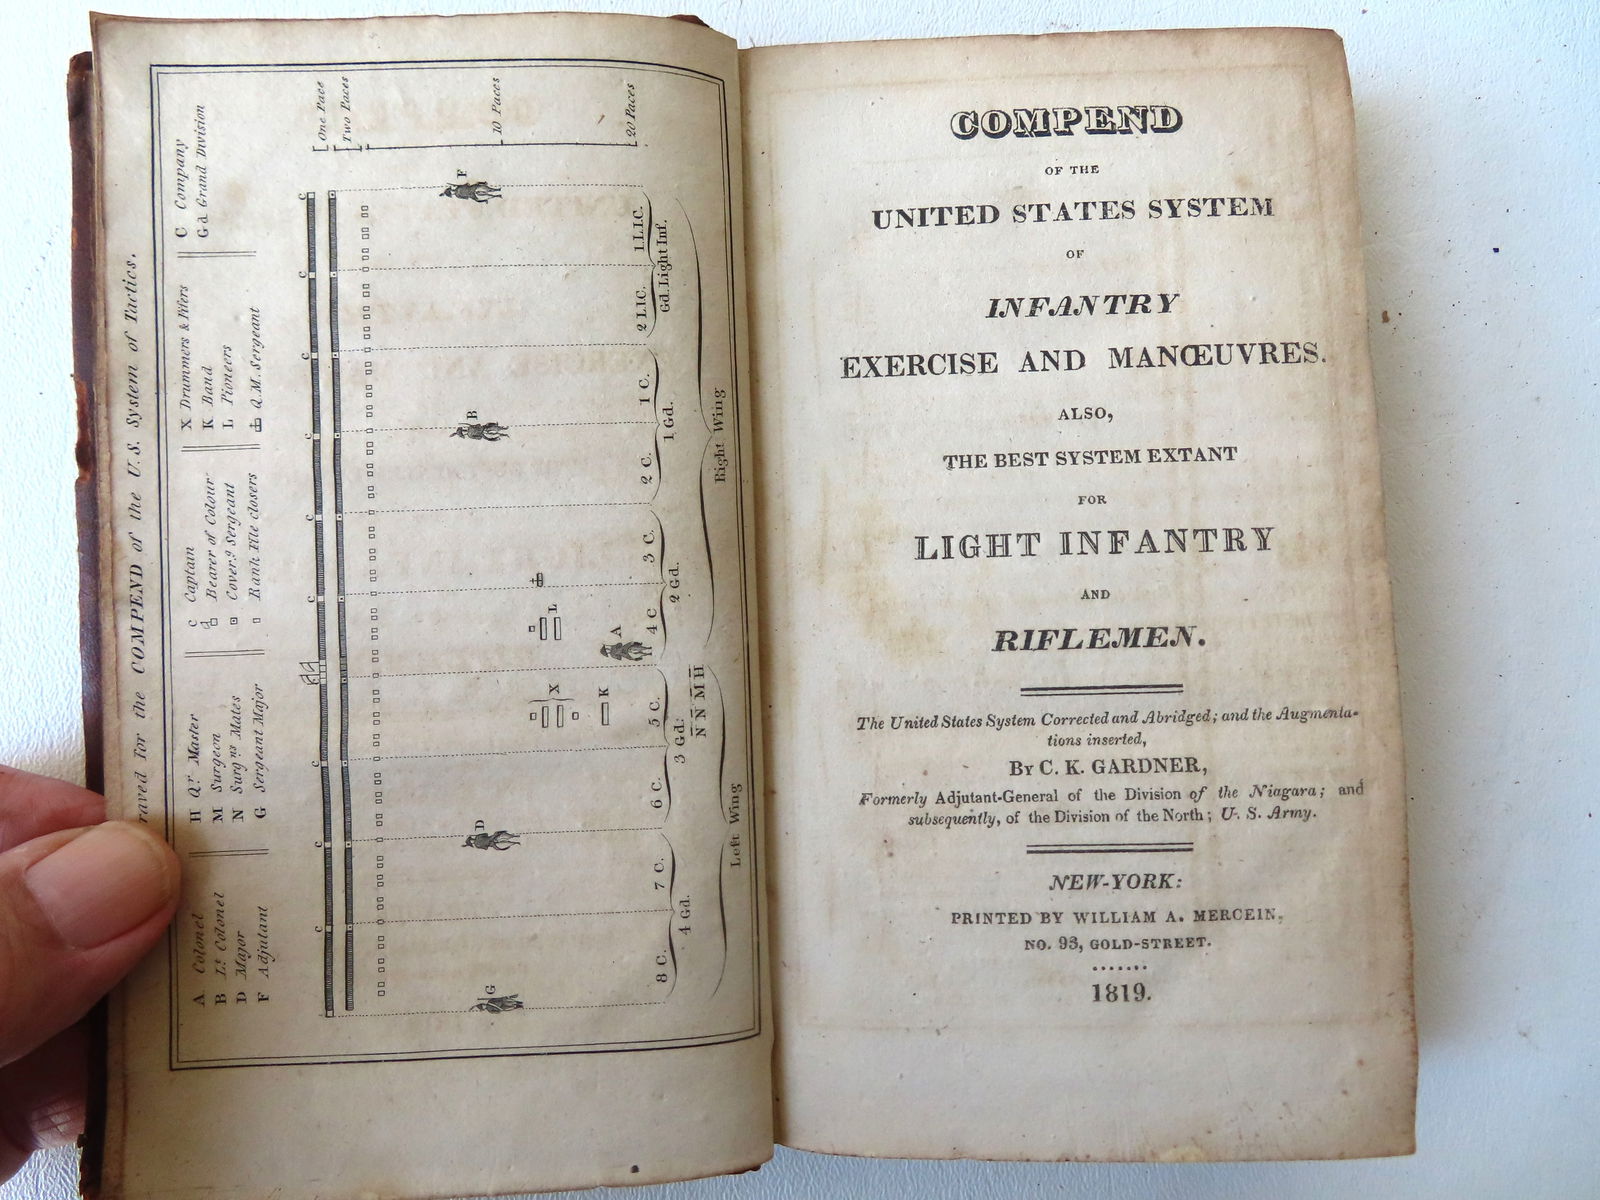 raved for the COMPEND of the U.S. System of Tactics.
A Colonel
B Lt. Colonel
D Major
F Adjutant
H Qr. Master
M Surgeon
N Surgns Mates
G Sergeant Major
C Captain
Bearer of Colour
Cover.g Sergeant
Rank File closers
X Drummers & Fifers
K Band
L Pioneers
Q.M. Sergeant
C Company
Gd Grand Division
One Pace
Two Paces
10 Paces
20 Paces
C C C C C C C C C
G D A B F
X K L
8 C. 7 C. 6 C. 5 C. 4 C 3 C. 2 C. 1 C. 2 L.I.C. 1 L.I.C.
4 Gd. 3 Gd. 2 Gd. 1 Gd. Gd. Light Inf.
N N M H
Left Wing Right Wing
COMPEND
OF THE
UNITED STATES SYSTEM
OF
INFANTRY
EXERCISE AND MANŒUVRES.
ALSO,
THE BEST SYSTEM EXTANT
FOR
LIGHT INFANTRY
AND
RIFLEMEN.
The United States System Corrected and Abridged; and the Augmenta-
tions inserted,
By C. K. GARDNER,
Formerly Adjutant-General of the Division of the Niagara; and
subsequently, of the Division of the North; U. S. Army.
NEW-YORK:
PRINTED BY WILLIAM A. MERCEIN,
NO. 93, GOLD-STREET.
.......
1819.